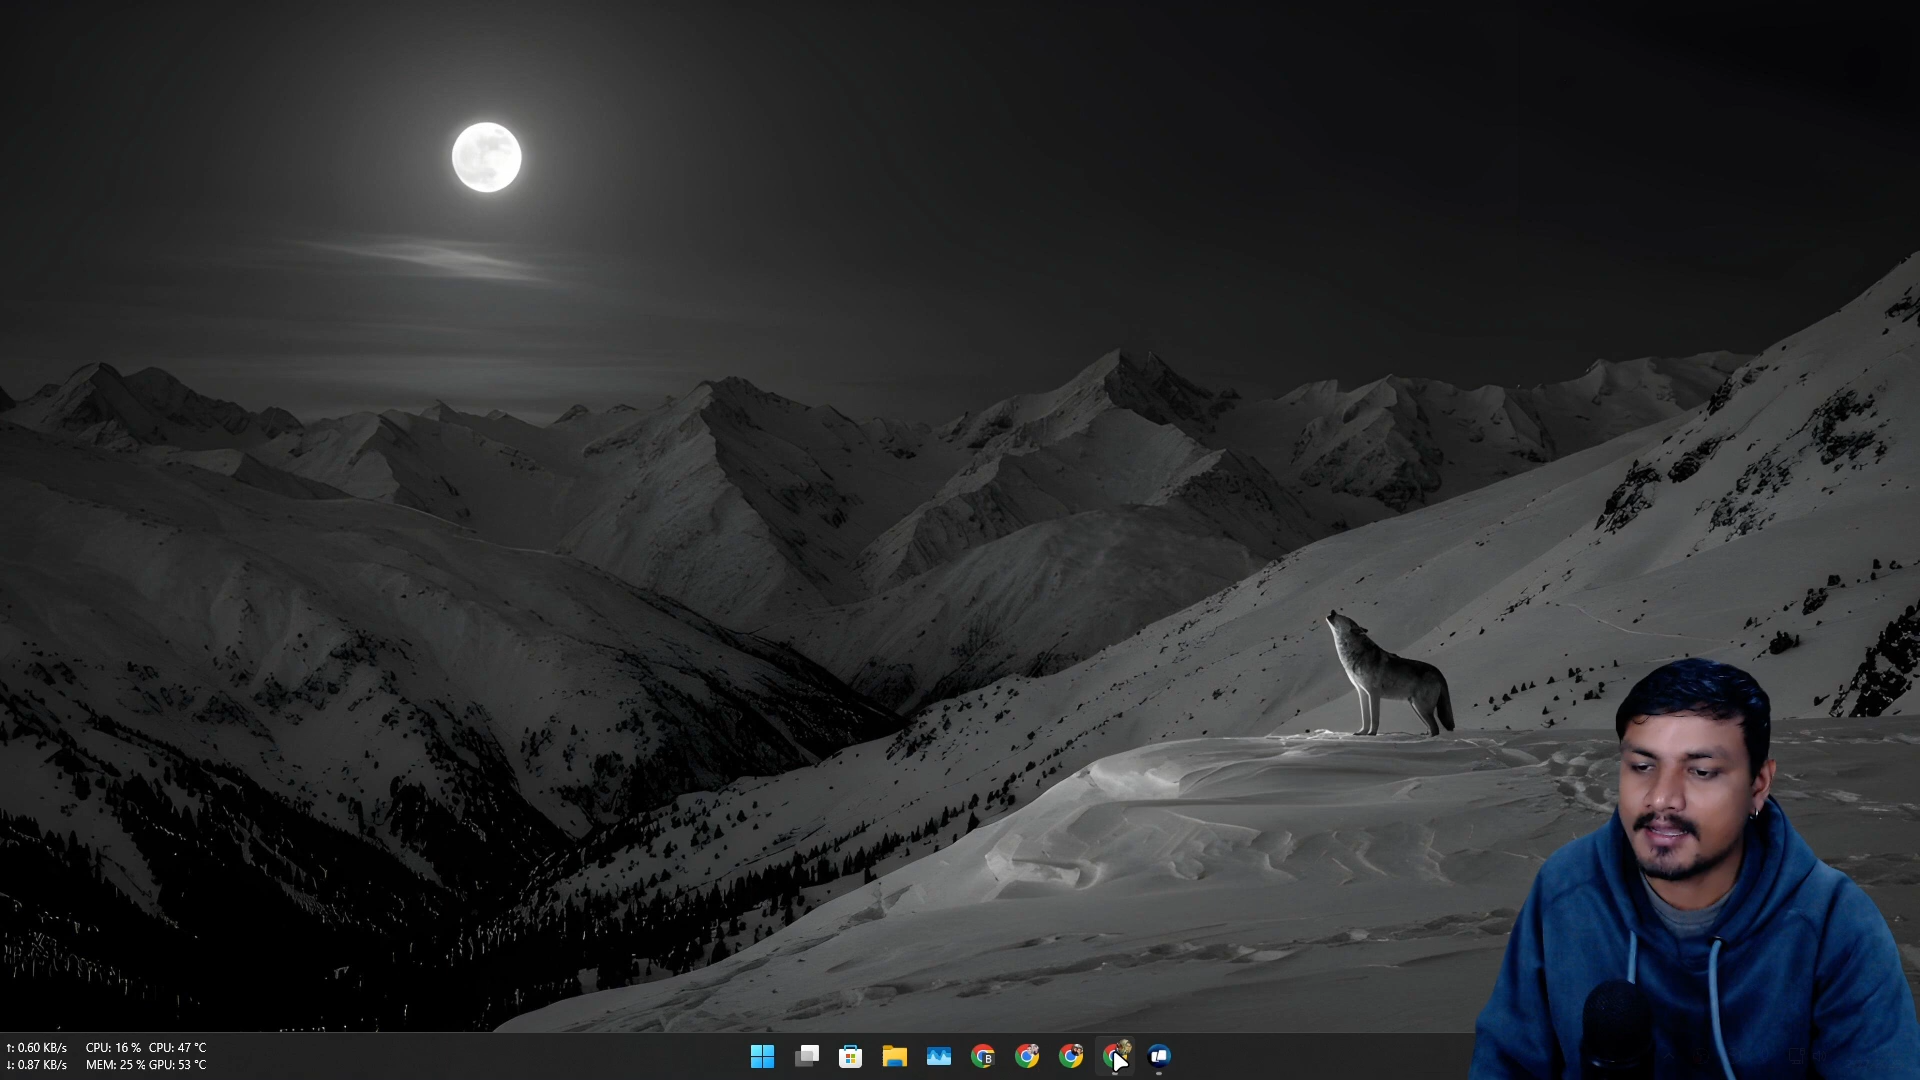 ↑: 0.60 KB/s CPU: 16 % CPU: 47 °C
↓: 0.87 KB/s MEM: 25 % GPU: 53 °C
B